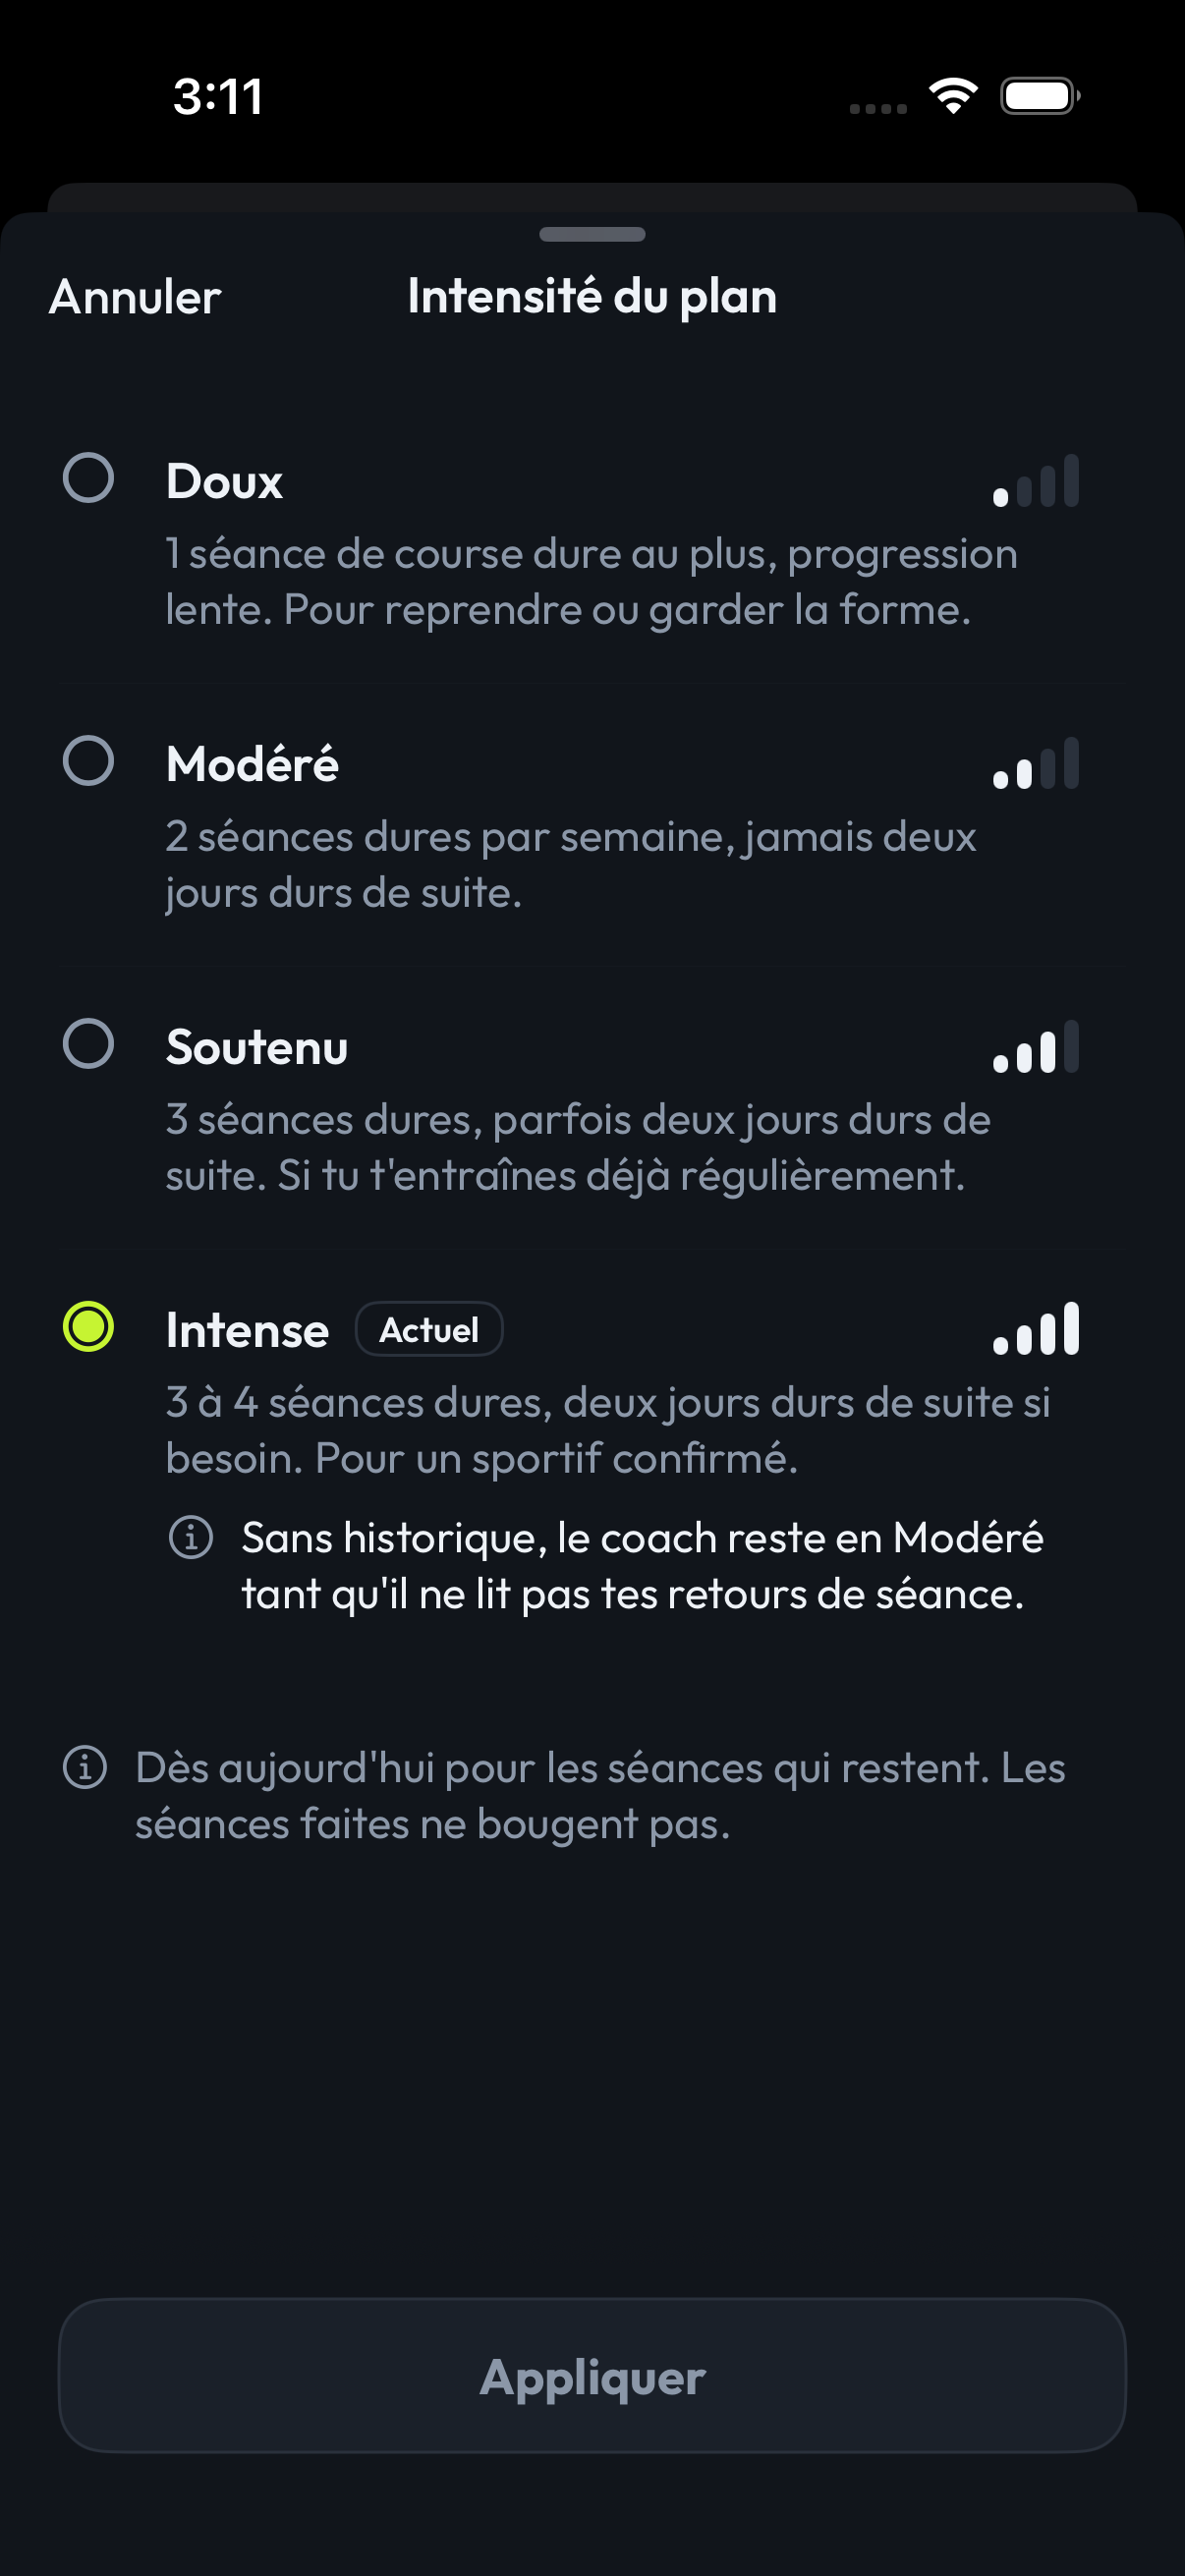 3:11
Annuler
Intensité du plan
Doux
1 séance de course dure au plus, progression
lente. Pour reprendre ou garder la forme.
Modéré
2 séances dures par semaine, jamais deux
jours durs de suite.
Soutenu
3 séances dures, parfois deux jours durs de
suite. Si tu t'entraînes déjà régulièrement.
Intense
Actuel
3 à 4 séances dures, deux jours durs de suite si
besoin. Pour un sportif confirmé.
Sans historique, le coach reste en Modéré
tant qu'il ne lit pas tes retours de séance.
Dès aujourd'hui pour les séances qui restent. Les
séances faites ne bougent pas.
Appliquer